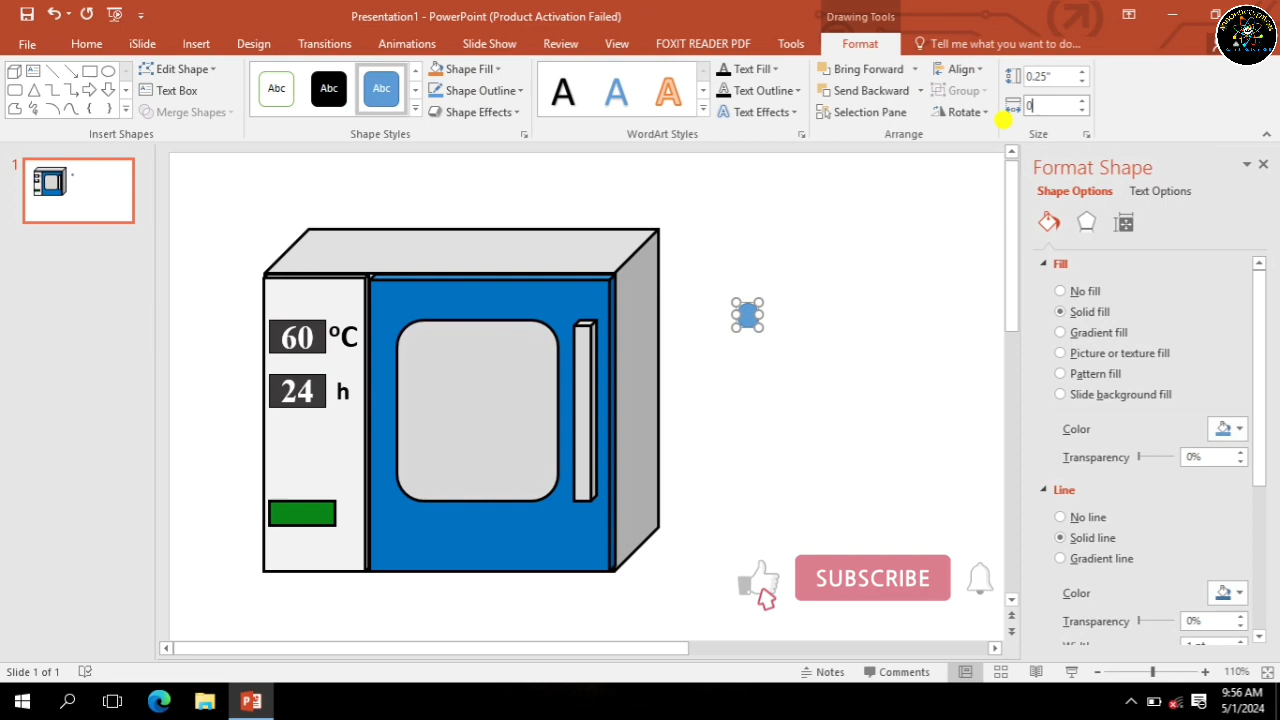 Presentation1 - PowerPoint (Product Activation Failed)
Drawing Tools
File
Home
iSlide
Insert
Design
Transitions
Animations
Slide Show
Review
View
FOXIT READER PDF
Tools
Format
Tell me what you want to do...
Edit Shape
Text Box
Merge Shapes
Insert Shapes
Abc
Abc
Abc
Shape Fill
Shape Outline
Shape Effects
Shape Styles
A
A
A
Text Fill
Text Outline
Text Effects
WordArt Styles
Bring Forward
Send Backward
Selection Pane
Align
Group
Rotate
Arrange
0.25"
0
Size
1
60 °C
24 h
SUBSCRIBE
Format Shape
Shape Options
Text Options
Fill
No fill
Solid fill
Gradient fill
Picture or texture fill
Pattern fill
Slide background fill
Color
Transparency
0%
Line
No line
Solid line
Gradient line
Color
Transparency
0%
Slide 1 of 1
Notes
Comments
110%
9:56 AM
5/1/2024